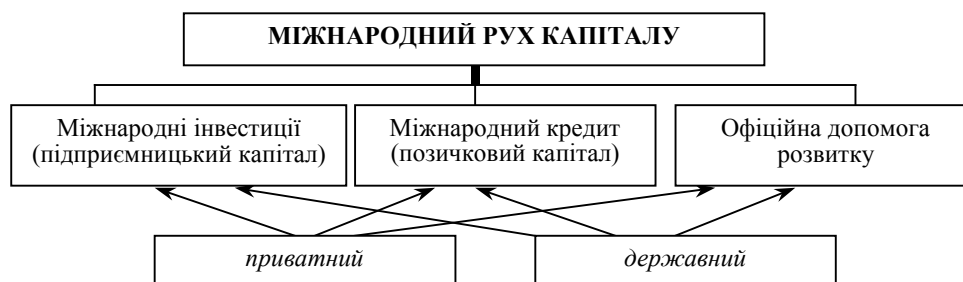 МІЖНАРОДНИЙ РУХ КАПІТАЛУ
Міжнародні інвестиції
(підприємницький капітал)
Міжнародний кредит
(позичковий капітал)
Офіційна допомога
розвитку
приватний
державний